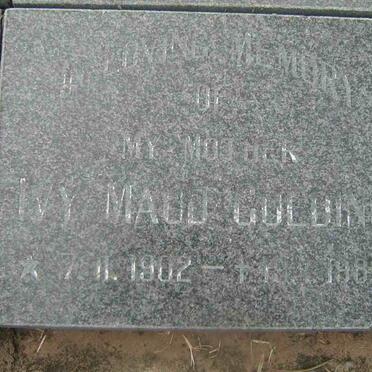 IN LOVING MEMORY
OF
MY MOTHER
IVY MAUD
* 7.11.1902 –